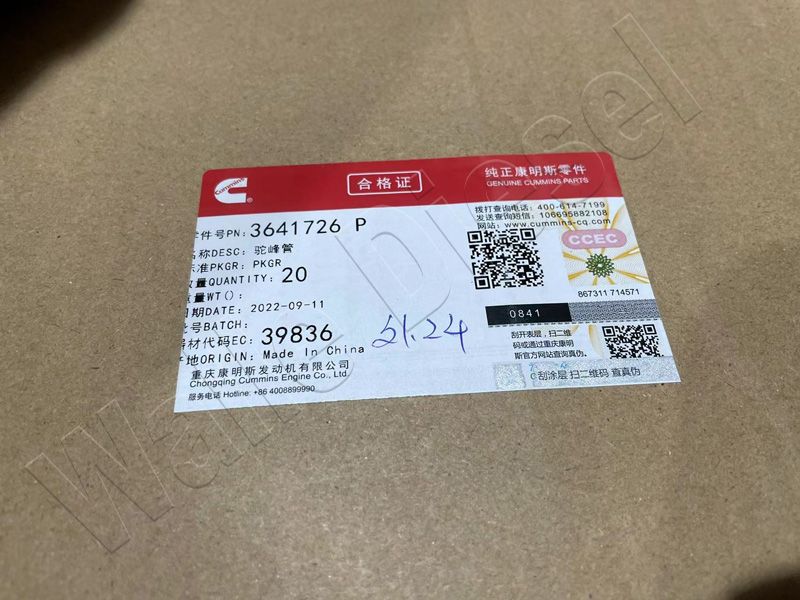 Cummins
合格证
纯正康明斯零件
GENUINE CUMMINS PARTS
件号PN: 3641726 P
名称DESC: 驼峰管
标准PKGR: PKGR
数量QUANTITY: 20
重量WT():
日期DATE: 2022-09-11
号BATCH:
器材代码EC: 39836
产地ORIGIN: Made In China
重庆康明斯发动机有限公司
Chongqing Cummins Engine Co., Ltd.
服务电话 Hotline: +86 4008899990
21.24
拨打查询电话: 400-614-7199
发送查询短信: 106695882108
网站: www.cummins-cq.com
CCEC
867311 714571
0841
刮开表层，扫二维
码或通过重庆康明
斯官方网站查询真伪。
刮涂层 扫二维码 查真伪
Wans diesel